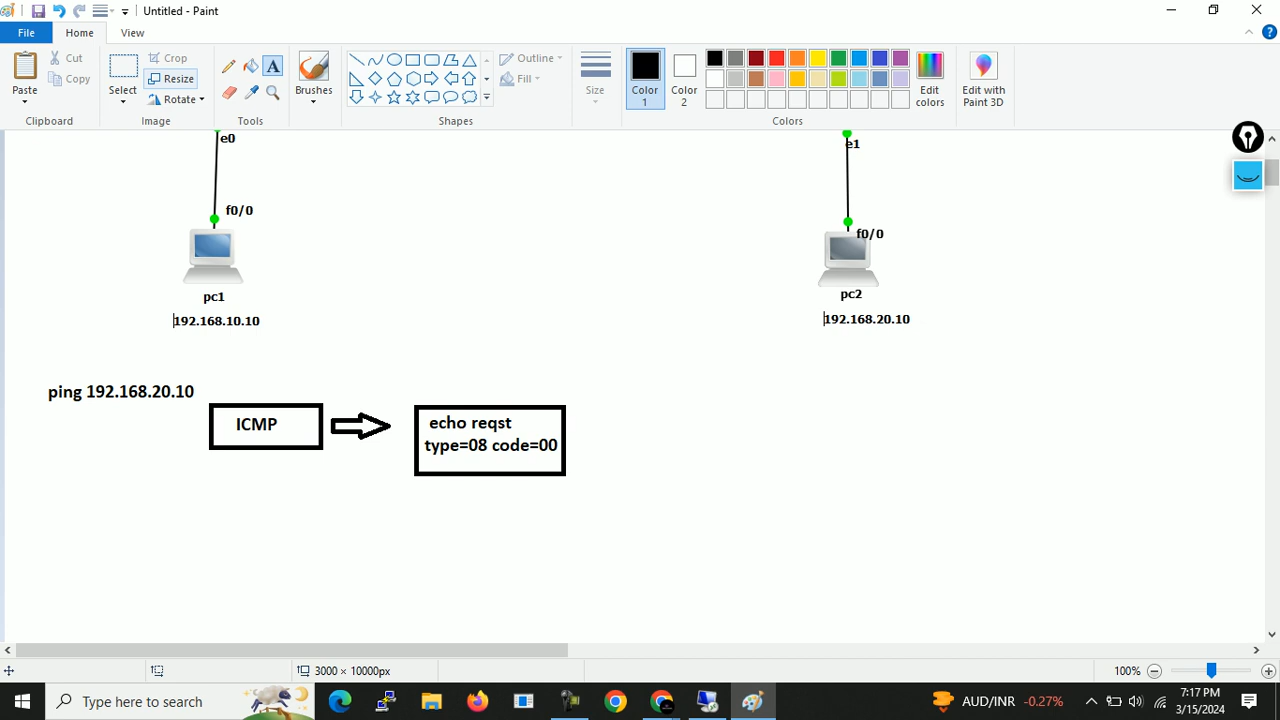 Untitled - Paint
File
Home
View
Paste
Cut
Copy
Clipboard
Select
Crop
Resize
Rotate
Image
A
Tools
Brushes
Shapes
Outline
Fill
Size
Color
1
Color
2
Edit
colors
Edit with
Paint 3D
Colors
e0
e1
f0/0
f0/0
pc1
pc2
192.168.10.10
192.168.20.10
ping 192.168.20.10
ICMP
echo reqst
type=08 code=00
3000 × 10000px
100%
Type here to search
AUD/INR -0.27%
7:17 PM
3/15/2024